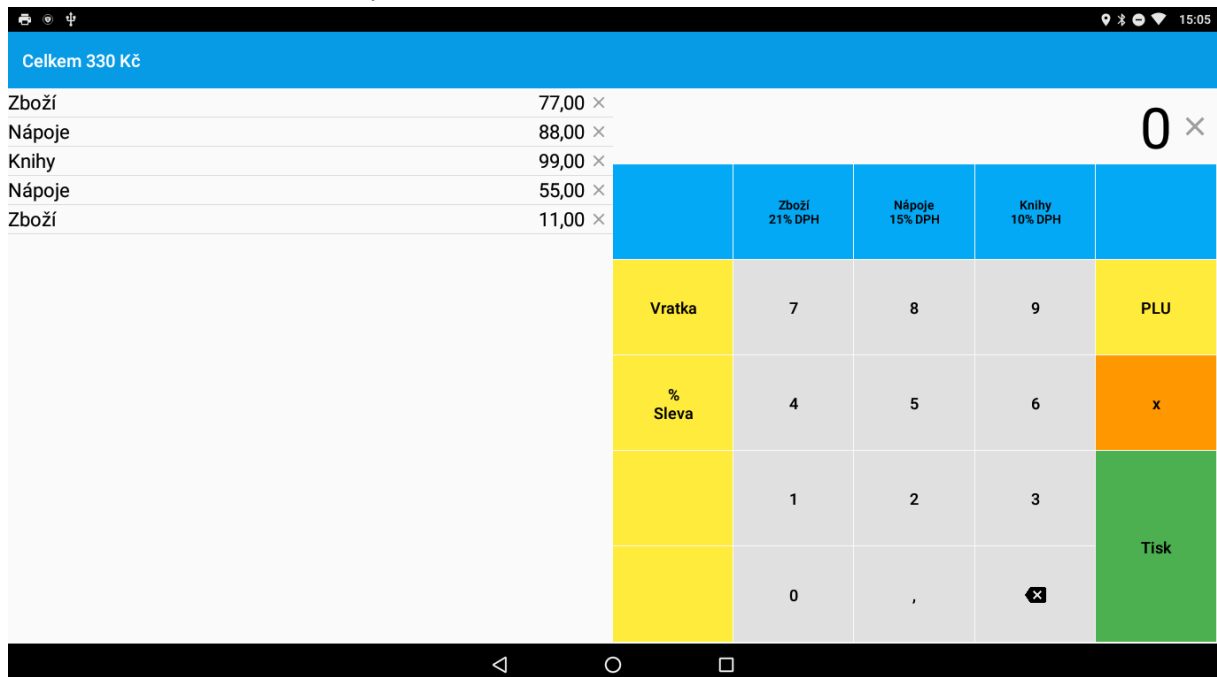 15:05
Celkem 330 Kč
Zboží 77,00
Nápoje 88,00
Knihy 99,00
Nápoje 55,00
Zboží 11,00
0
Zboží
21% DPH
Nápoje
15% DPH
Knihy
10% DPH
Vratka
7
8
9
PLU
%
Sleva
4
5
6
x
1
2
3
Tisk
0
,